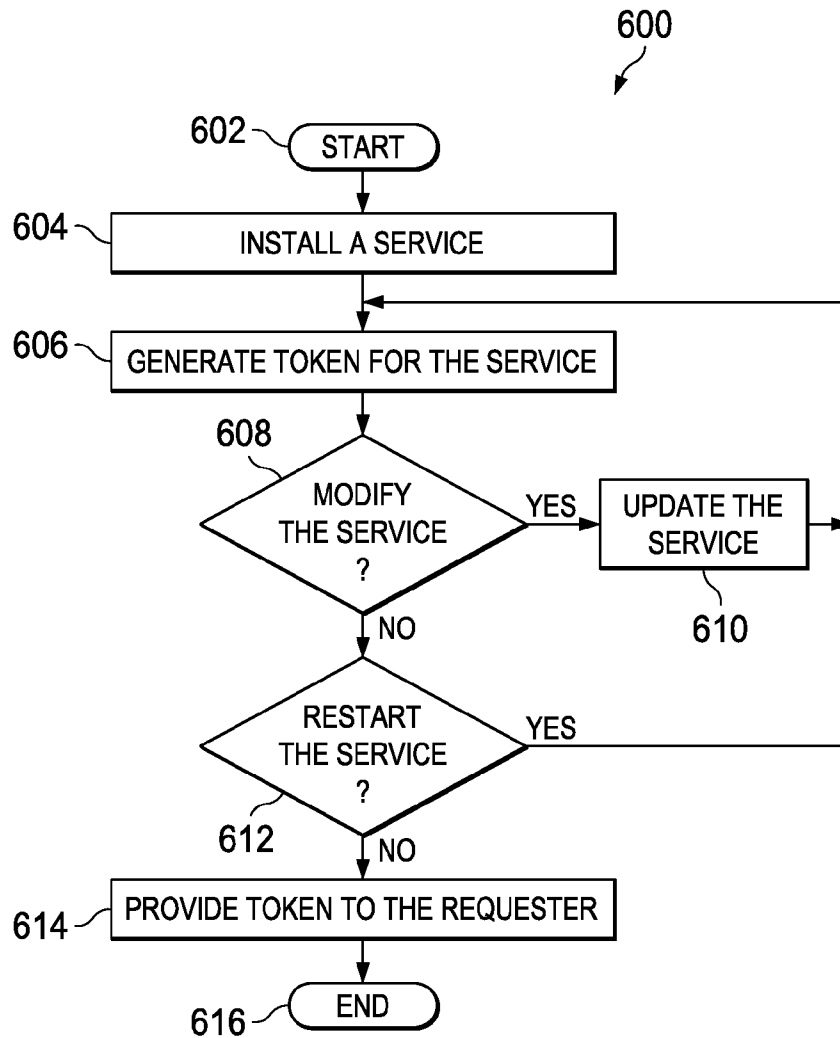 600
602
START
604
INSTALL A SERVICE
606
GENERATE TOKEN FOR THE SERVICE
608
MODIFY
THE SERVICE
?
YES
UPDATE THE
SERVICE
610
NO
RESTART
THE SERVICE
?
YES
612
NO
614
PROVIDE TOKEN TO THE REQUESTER
616
END